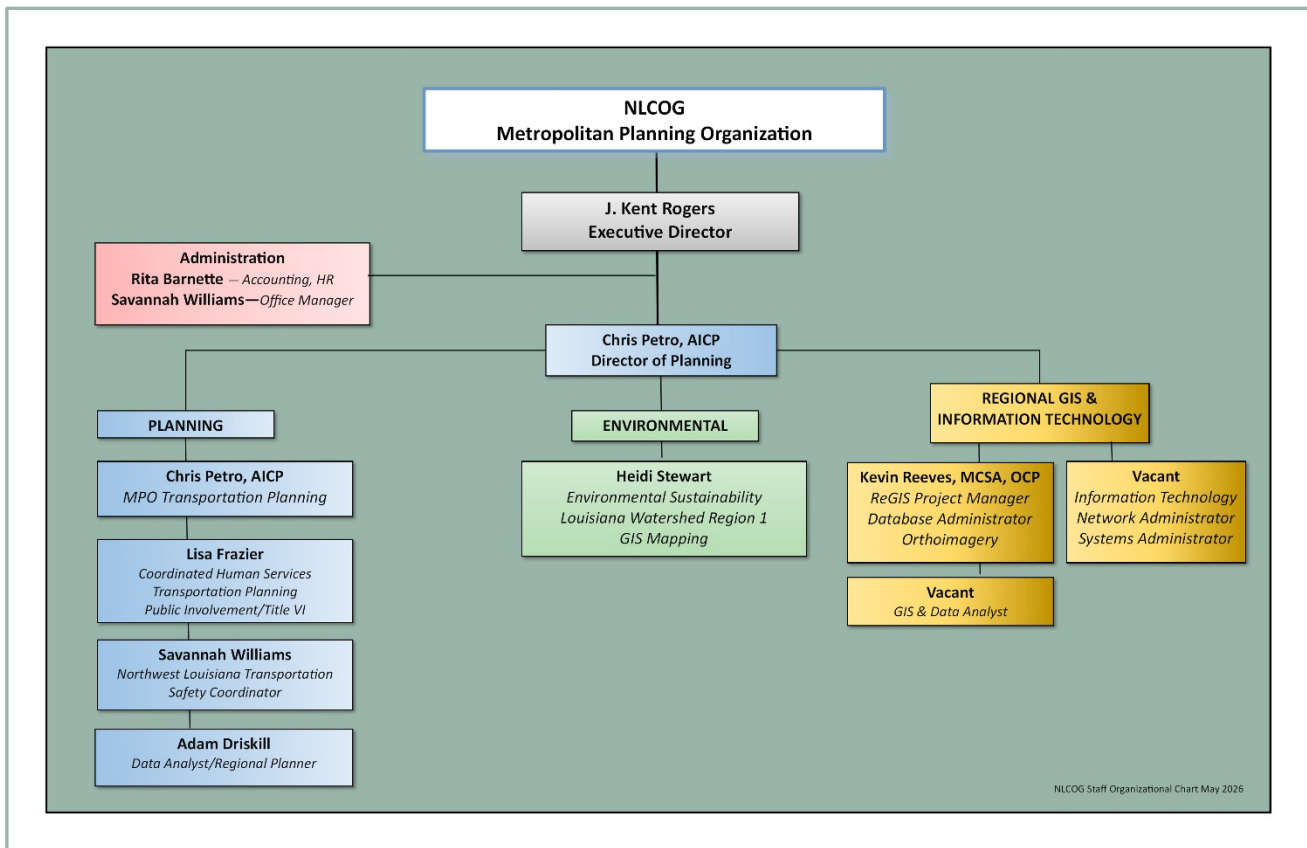 NLCOG
Metropolitan Planning Organization
J. Kent Rogers
Executive Director
Administration
Rita Barnette — Accounting, HR
Savannah Williams—Office Manager
Chris Petro, AICP
Director of Planning
PLANNING
Chris Petro, AICP
MPO Transportation Planning
Lisa Frazier
Coordinated Human Services
Transportation Planning
Public Involvement/Title VI
Savannah Williams
Northwest Louisiana Transportation
Safety Coordinator
Adam Driskill
Data Analyst/Regional Planner
ENVIRONMENTAL
Heidi Stewart
Environmental Sustainability
Louisiana Watershed Region 1
GIS Mapping
REGIONAL GIS &
INFORMATION TECHNOLOGY
Kevin Reeves, MCSA, OCP
ReGIS Project Manager
Database Administrator
Orthoimagery
Vacant
GIS & Data Analyst
Vacant
Information Technology
Network Administrator
Systems Administrator
NLCOG Staff Organizational Chart May 2026